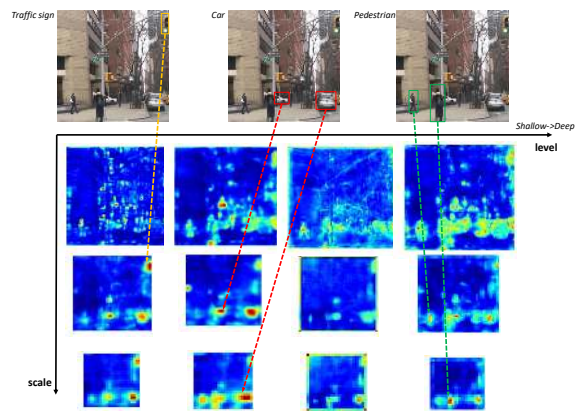 Traffic sign
Car
Pedestrian
Shallow->Deep
level
scale